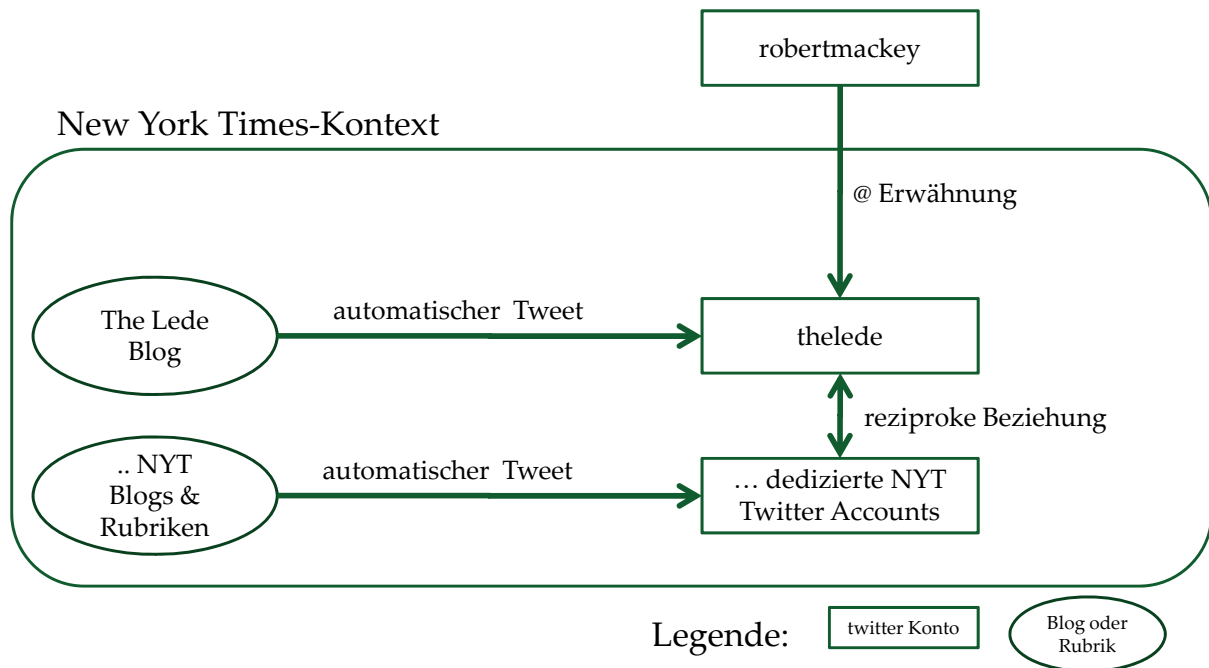 robertmackey
New York Times-Kontext
@ Erwähnung
The Lede
Blog
automatischer Tweet
thelede
reziproke Beziehung
.. NYT
Blogs &
Rubriken
automatischer Tweet
… dedizierte NYT
Twitter Accounts
Legende:
twitter Konto
Blog oder
Rubrik